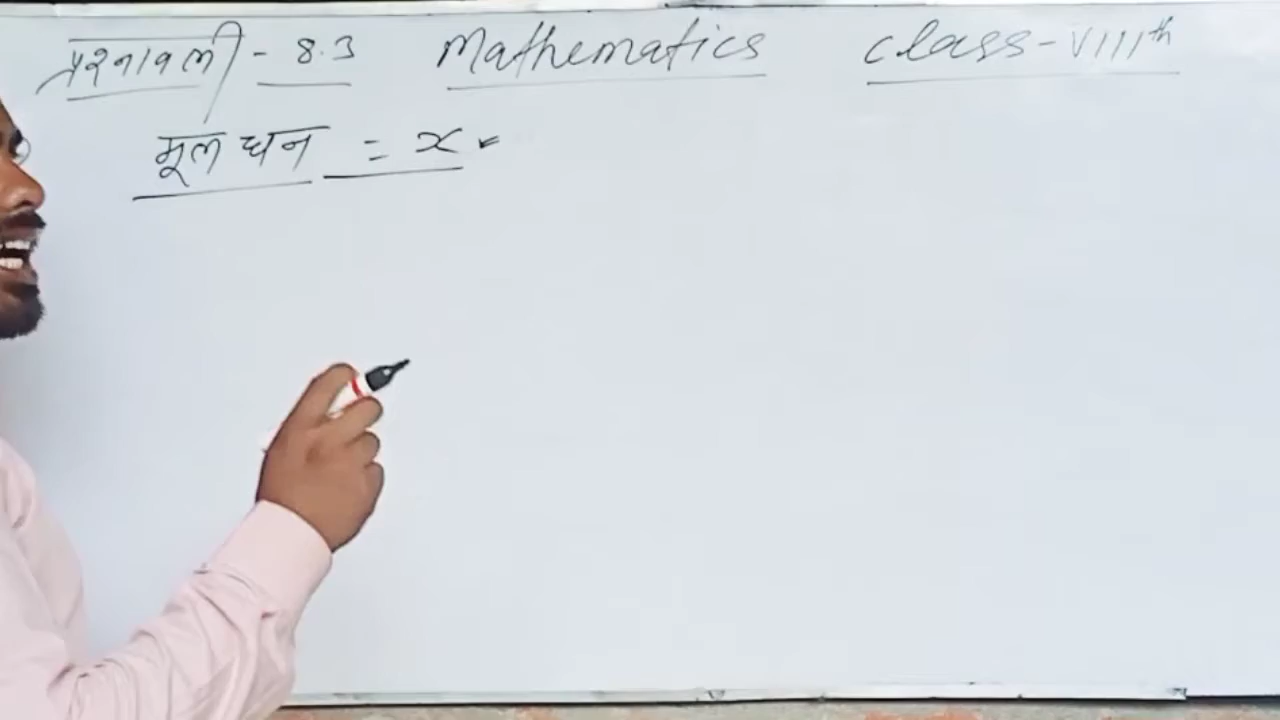 प्रश्नावली - 8.3 Mathematics Class - VIIIth
मूलधन = x